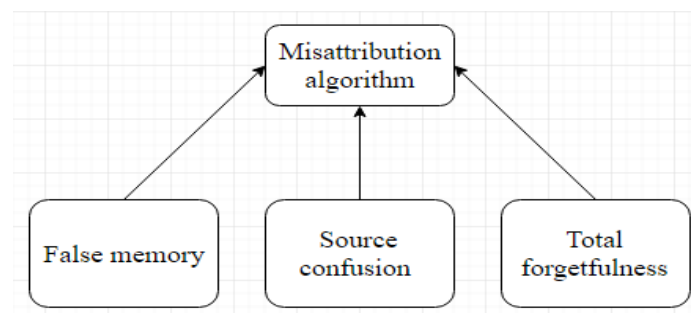 Misattribution
algorithm
False memory
Source
confusion
Total
forgetfulness